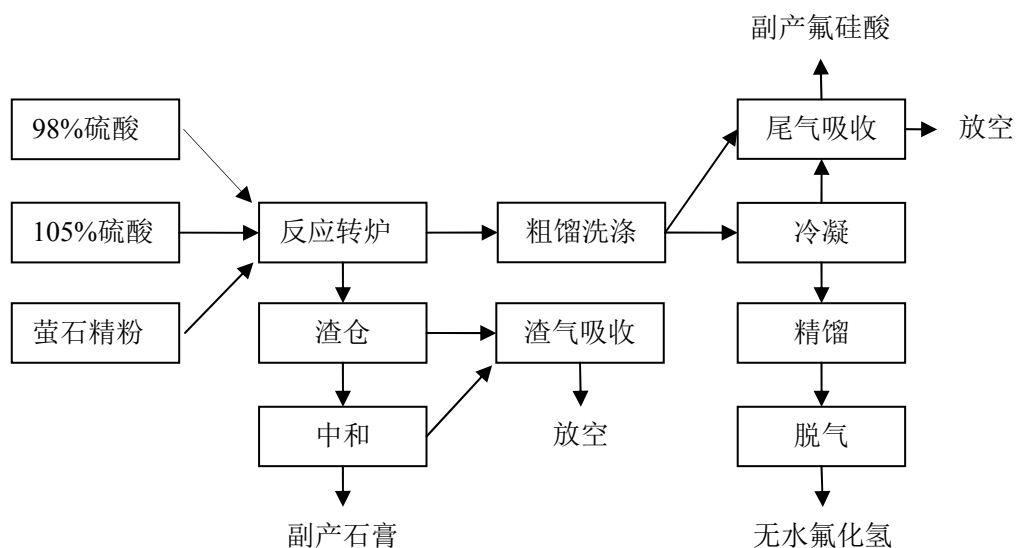 副产氟硅酸
98%硫酸
尾气吸收
放空
105%硫酸
反应转炉
粗馏洗涤
冷凝
萤石精粉
渣仓
渣气吸收
精馏
中和
放空
脱气
副产石膏
无水氟化氢